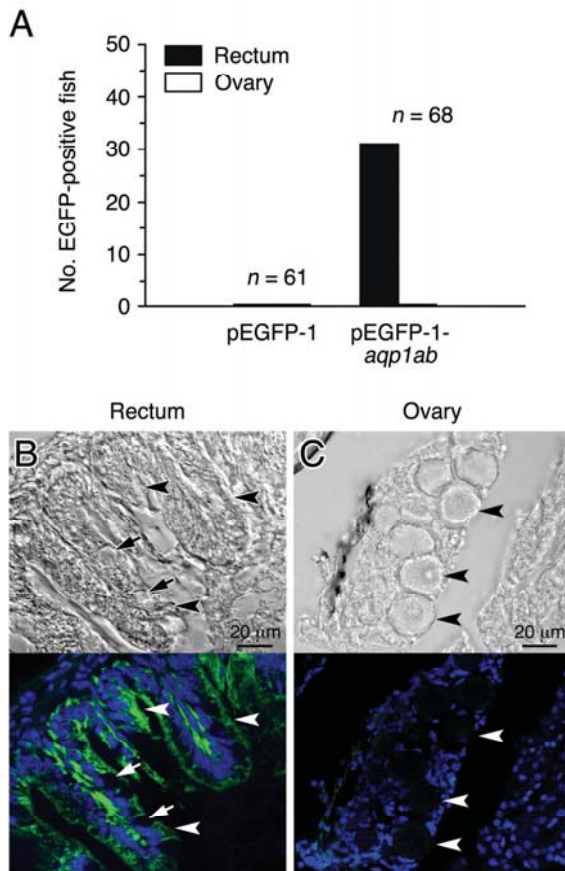 A
No. EGFP-positive fish
50
40
30
20
10
0
Rectum
Ovary
n = 61
n = 68
pEGFP-1
pEGFP-1-
aqp1ab
Rectum
Ovary
B
20 μm
C
20 μm